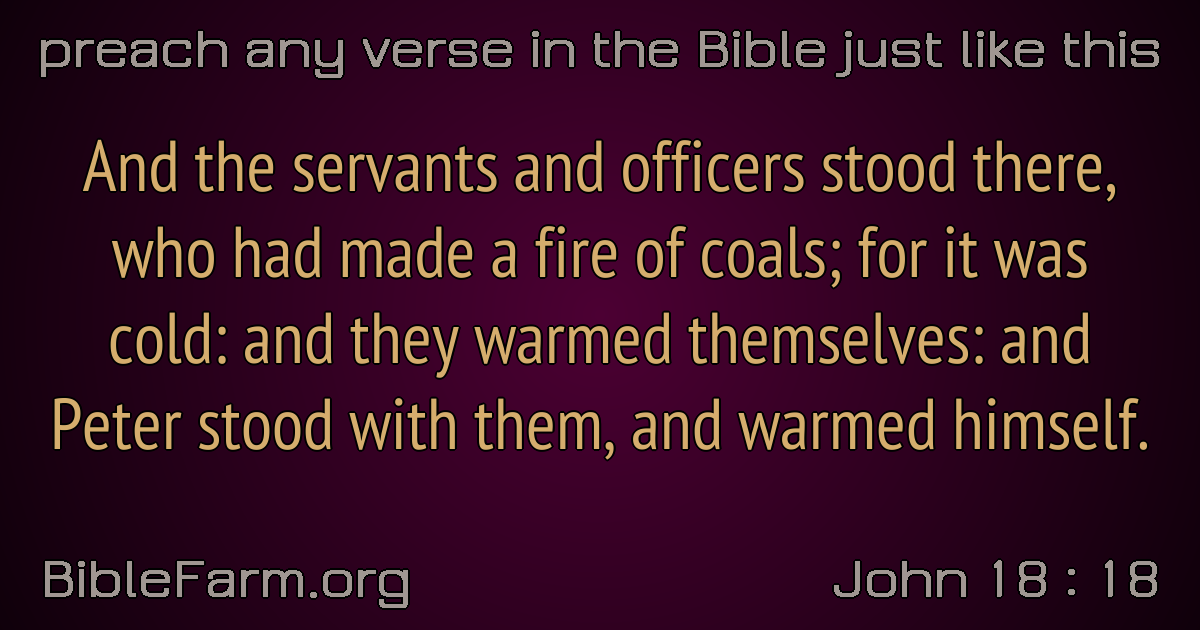 preach any verse in the Bible just like this
And the servants and officers stood there,
who had made a fire of coals; for it was
cold: and they warmed themselves: and
Peter stood with them, and warmed himself.
BibleFarm.org
John 18 : 18